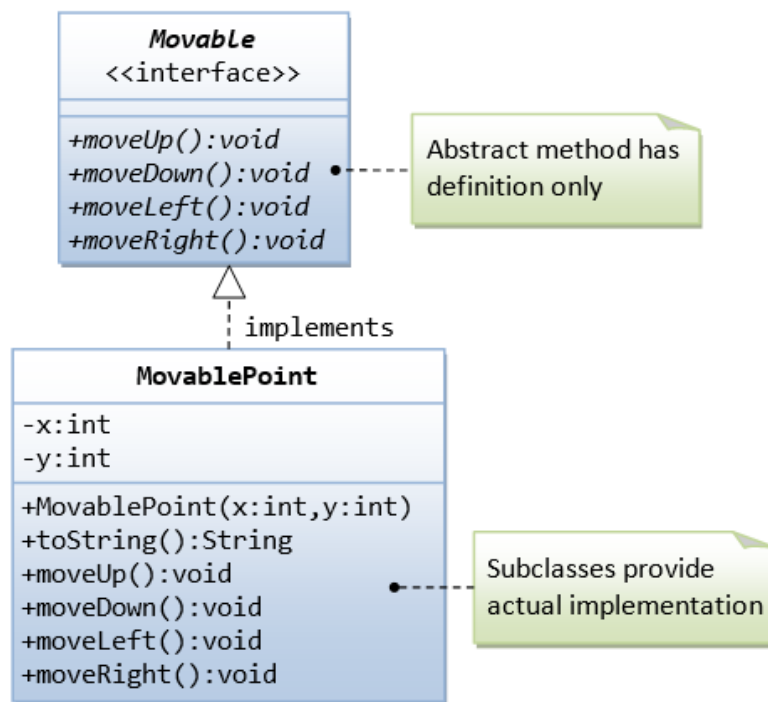 Movable
<<interface>>
+moveUp():void
+moveDown():void
+moveLeft():void
+moveRight():void
Abstract method has
definition only
implements
MovablePoint
-x:int
-y:int
+MovablePoint(x:int,y:int)
+toString():String
+moveUp():void
+moveDown():void
+moveLeft():void
+moveRight():void
Subclasses provide
actual implementation